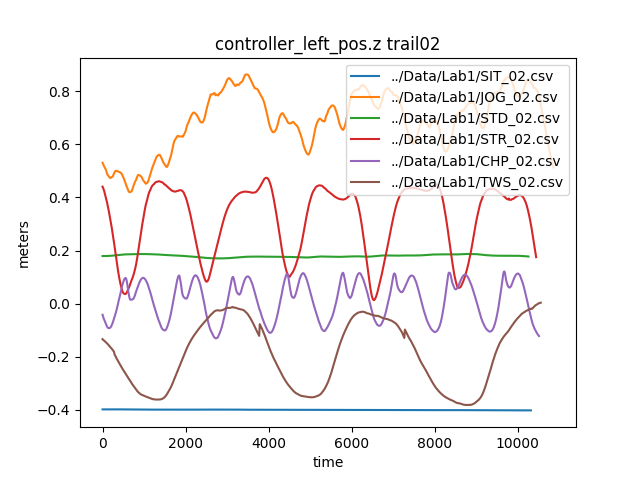 controller_left_pos.z trail02
../Data/Lab1/SIT_02.csv
../Data/Lab1/JOG_02.csv
../Data/Lab1/STD_02.csv
../Data/Lab1/STR_02.csv
../Data/Lab1/CHP_02.csv
../Data/Lab1/TWS_02.csv
meters
0.8
0.6
0.4
0.2
0.0
−0.2
−0.4
0 2000 4000 6000 8000 10000
time